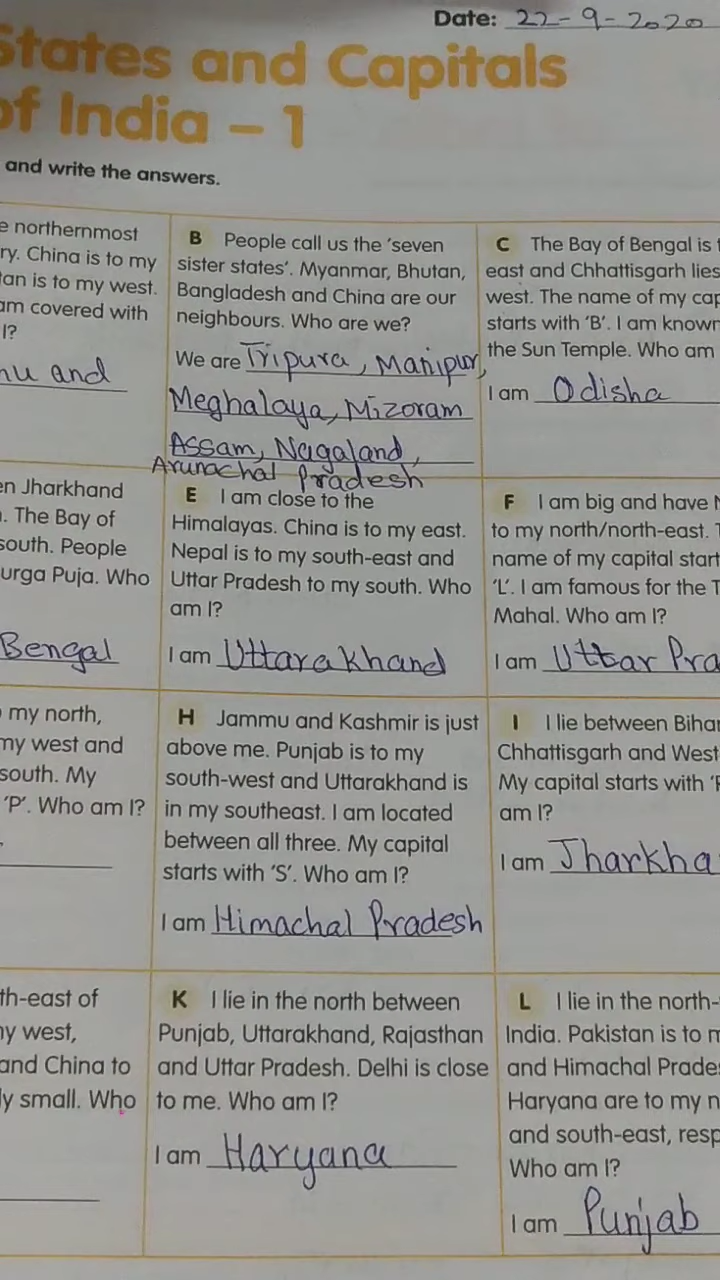 Date: 22-9-2020
States and Capitals
of India – 1
and write the answers.
northernmost
ry. China is to my
tan is to my west.
am covered with
I?
and
B People call us the 'seven
sister states'. Myanmar, Bhutan,
Bangladesh and China are our
neighbours. Who are we?
We are Tripura, Manipur,
Meghalaya, Mizoram
Assam, Nagaland,
Arunachal Pradesh
C The Bay of Bengal is
east and Chhattisgarh lies
west. The name of my cap
starts with 'B'. I am known
the Sun Temple. Who am
I am Odisha
en Jharkhand
. The Bay of
south. People
urga Puja. Who
Bengal
E I am close to the
Himalayas. China is to my east.
Nepal is to my south-east and
Uttar Pradesh to my south. Who
am I?
I am Uttarakhand
F I am big and have N
to my north/north-east. T
name of my capital start
'L'. I am famous for the T
Mahal. Who am I?
I am Uttar Pra
my north,
my west and
south. My
'P'. Who am I?
H Jammu and Kashmir is just
above me. Punjab is to my
south-west and Uttarakhand is
in my southeast. I am located
between all three. My capital
starts with 'S'. Who am I?
I am Himachal Pradesh
I I lie between Bihar
Chhattisgarh and West
My capital starts with 'R
am I?
I am Jharkha
th-east of
my west,
and China to
ly small. Who
K I lie in the north between
Punjab, Uttarakhand, Rajasthan
and Uttar Pradesh. Delhi is close
to me. Who am I?
I am Haryana
L I lie in the north-
India. Pakistan is to m
and Himachal Prades
Haryana are to my n
and south-east, resp
Who am I?
I am Punjab